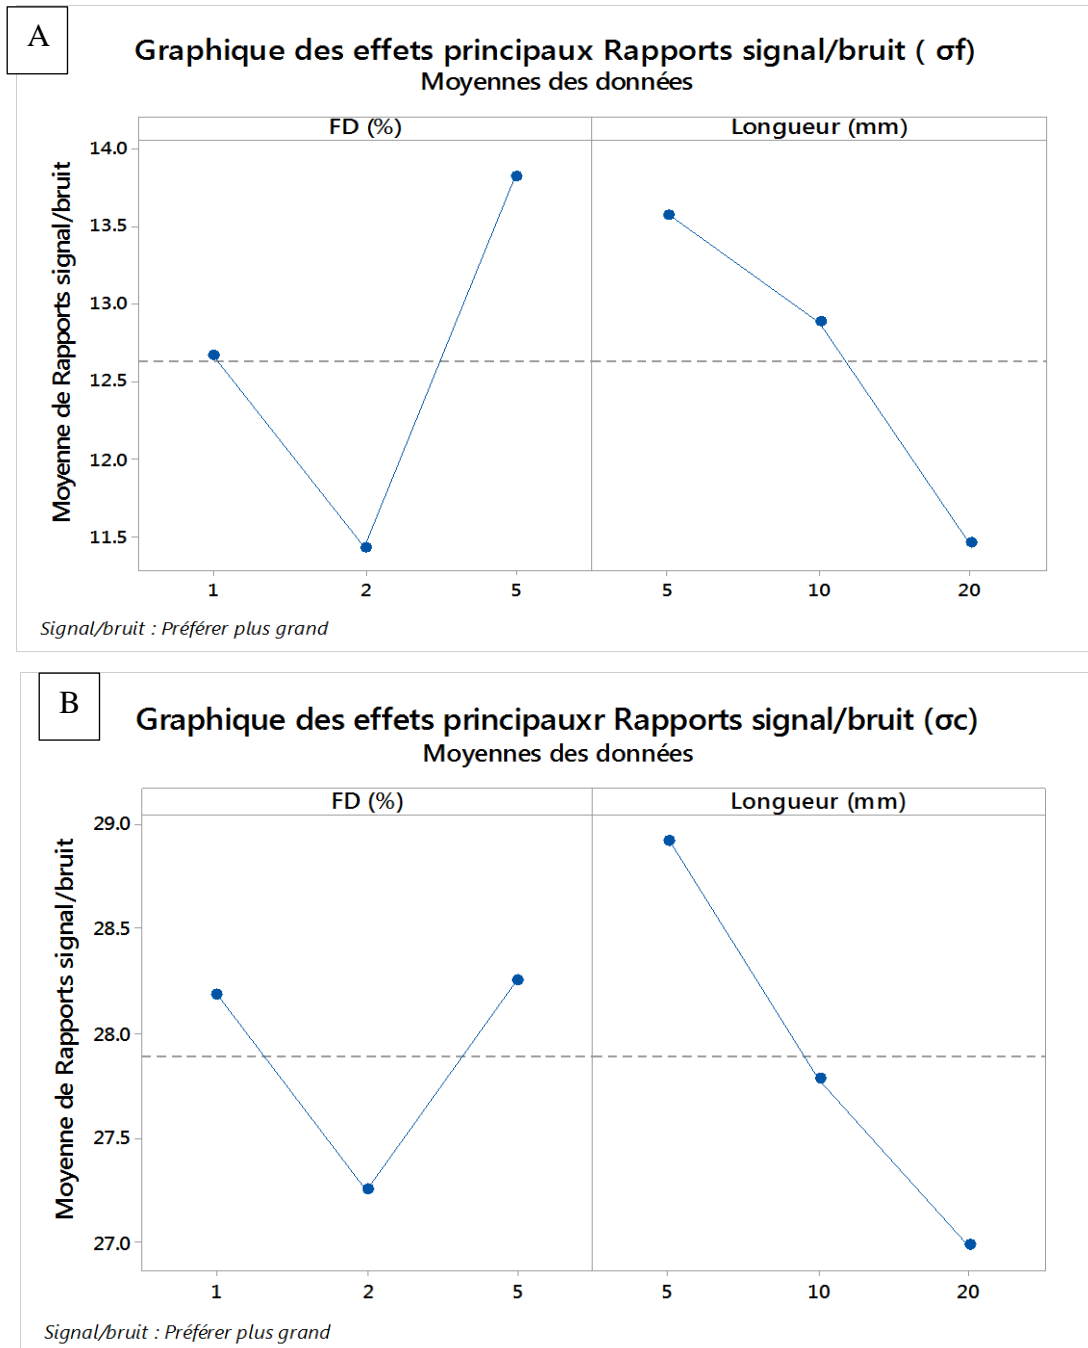 A
Graphique des effets principaux Rapports signal/bruit ( σf)
Moyennes des données
FD (%)
Longueur (mm)
Moyenne de Rapports signal/bruit
14.0
13.5
13.0
12.5
12.0
11.5
1
2
5
5
10
20
Signal/bruit : Préférer plus grand
B
Graphique des effets principauxr Rapports signal/bruit (σc)
Moyennes des données
FD (%)
Longueur (mm)
Moyenne de Rapports signal/bruit
29.0
28.5
28.0
27.5
27.0
1
2
5
5
10
20
Signal/bruit : Préférer plus grand